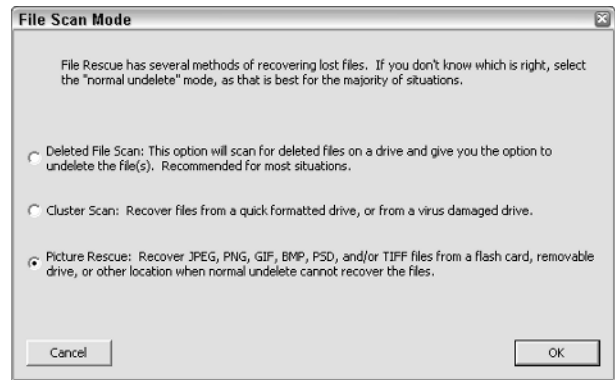 File Scan Mode
File Rescue has several methods of recovering lost files. If you don't know which is right, select
the "normal undelete" mode, as that is best for the majority of situations.
Deleted File Scan: This option will scan for deleted files on a drive and give you the option to
undelete the file(s). Recommended for most situations.
Cluster Scan: Recover files from a quick formatted drive, or from a virus damaged drive.
Picture Rescue: Recover JPEG, PNG, GIF, BMP, PSD, and/or TIFF files from a flash card, removable
drive, or other location when normal undelete cannot recover the files.
Cancel
OK